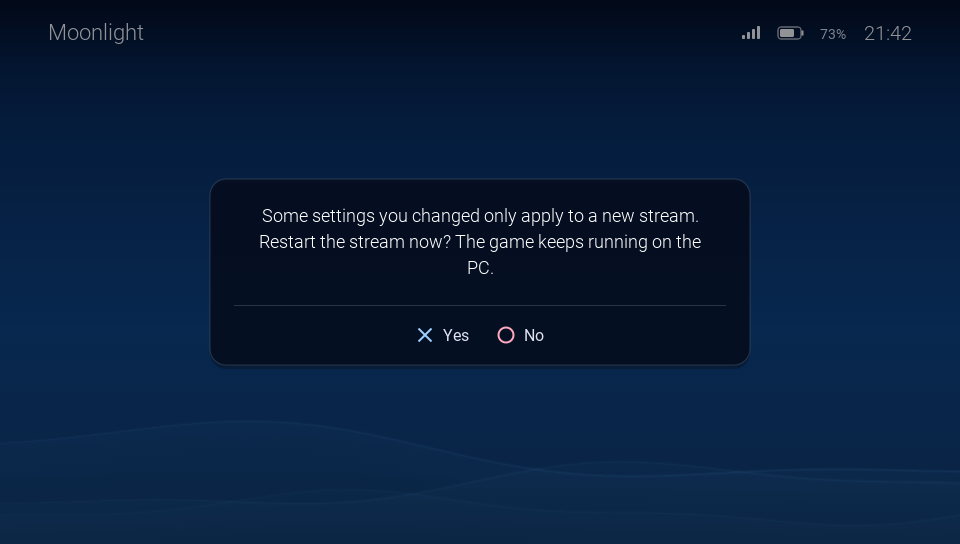 Moonlight
73%
21:42
Some settings you changed only apply to a new stream.
Restart the stream now? The game keeps running on the
PC.
Yes
No